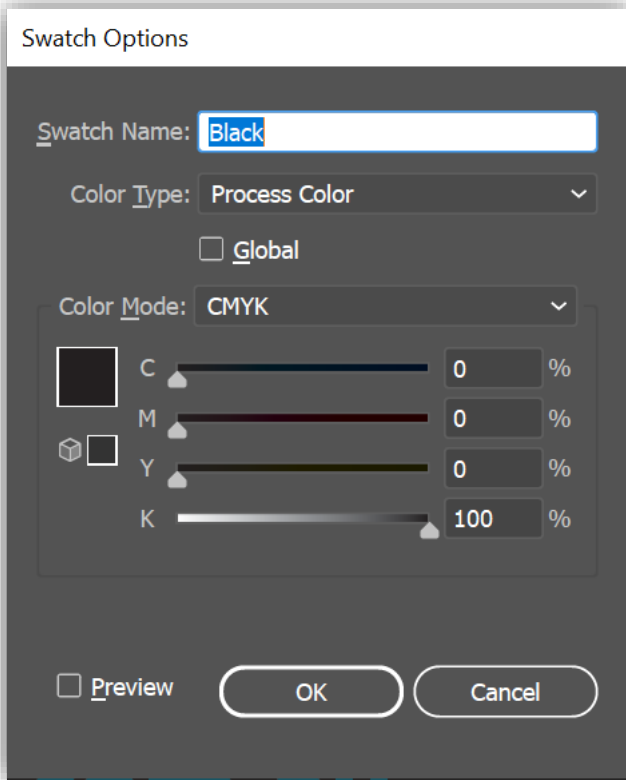 Swatch Options
Swatch Name: Black
Color Type: Process Color
Global
Color Mode: CMYK
C 0 %
M 0 %
Y 0 %
K 100 %
Preview OK Cancel